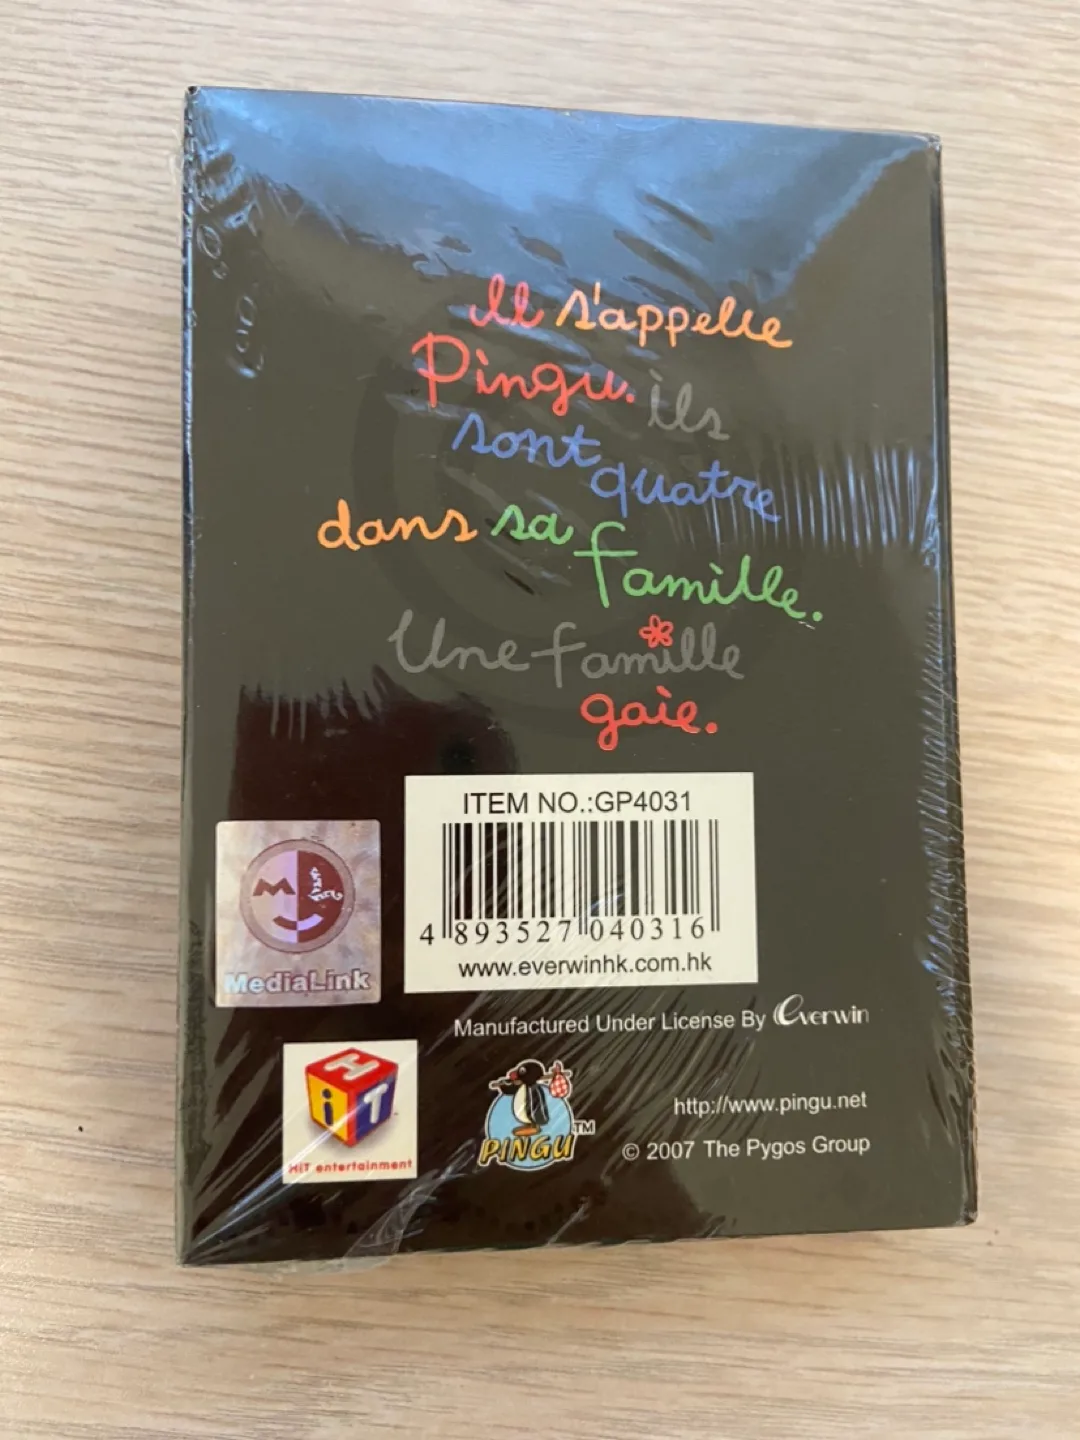 Il s'appelle
Pingu. ils
sont quatre
dans sa
famille.
Une famille
gaie.
ITEM NO.:GP4031
4 893527 040316
www.everwinhk.com.hk
MediaLink
Manufactured Under License By Everwin
HiT
HiT entertainment
PINGU TM
http://www.pingu.net
© 2007 The Pygos Group